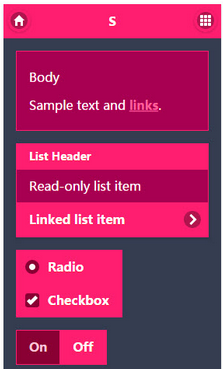 S
Body
Sample text and links.
List Header
Read-only list item
Linked list item
Radio
Checkbox
On Off